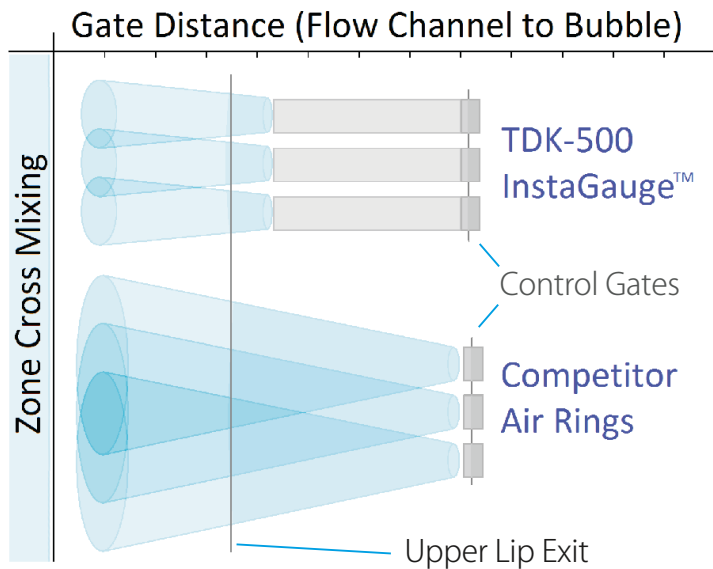 Gate Distance (Flow Channel to Bubble)
Zone Cross Mixing
TDK-500
InstaGauge™
Control Gates
Competitor
Air Rings
Upper Lip Exit